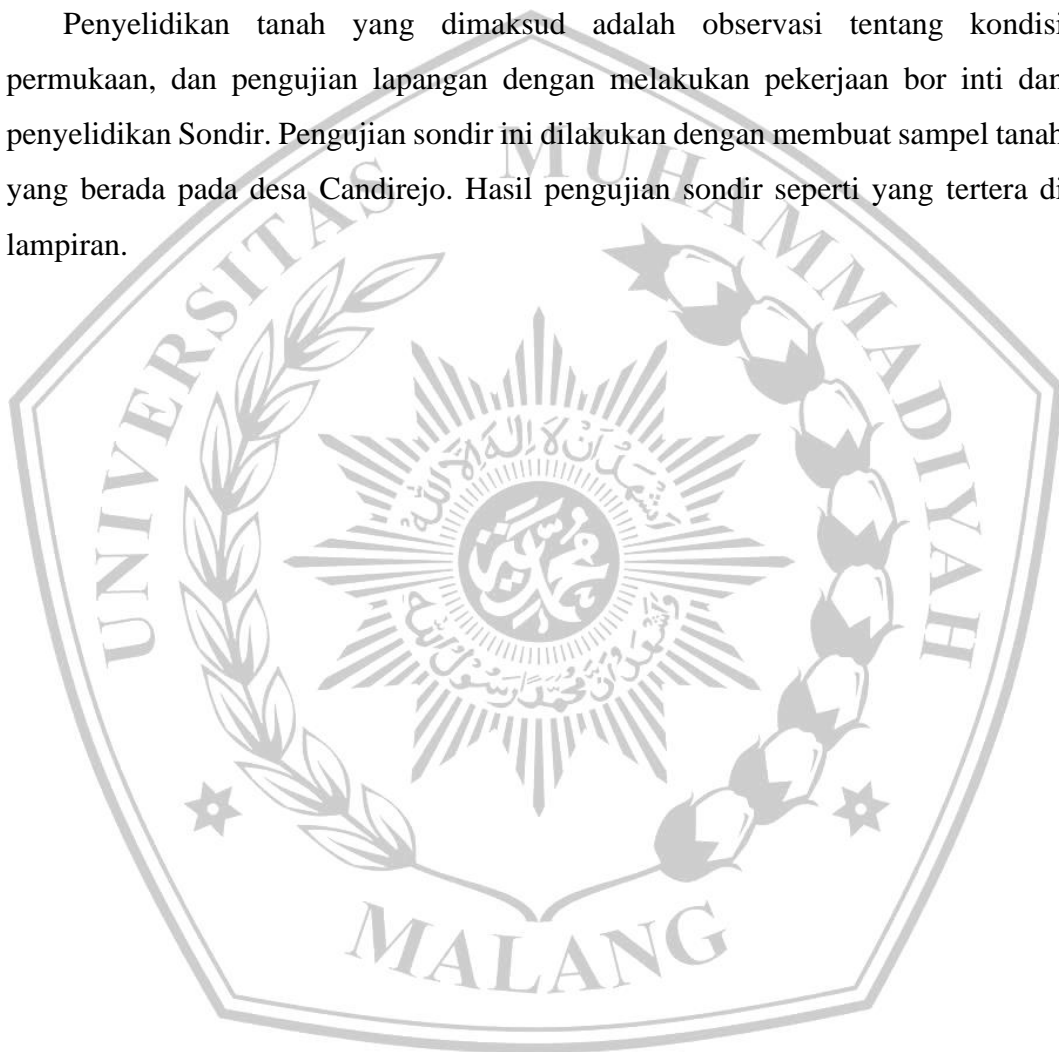 Penyelidikan tanah yang dimaksud adalah observasi tentang kondisi
permukaan, dan pengujian lapangan dengan melakukan pekerjaan bor inti dan
penyelidikan Sondir. Pengujian sondir ini dilakukan dengan membuat sampel tanah
yang berada pada desa Candirejo. Hasil pengujian sondir seperti yang tertera di
lampiran.
UNIVERSITAS MUHAMMADIYAH
MALANG